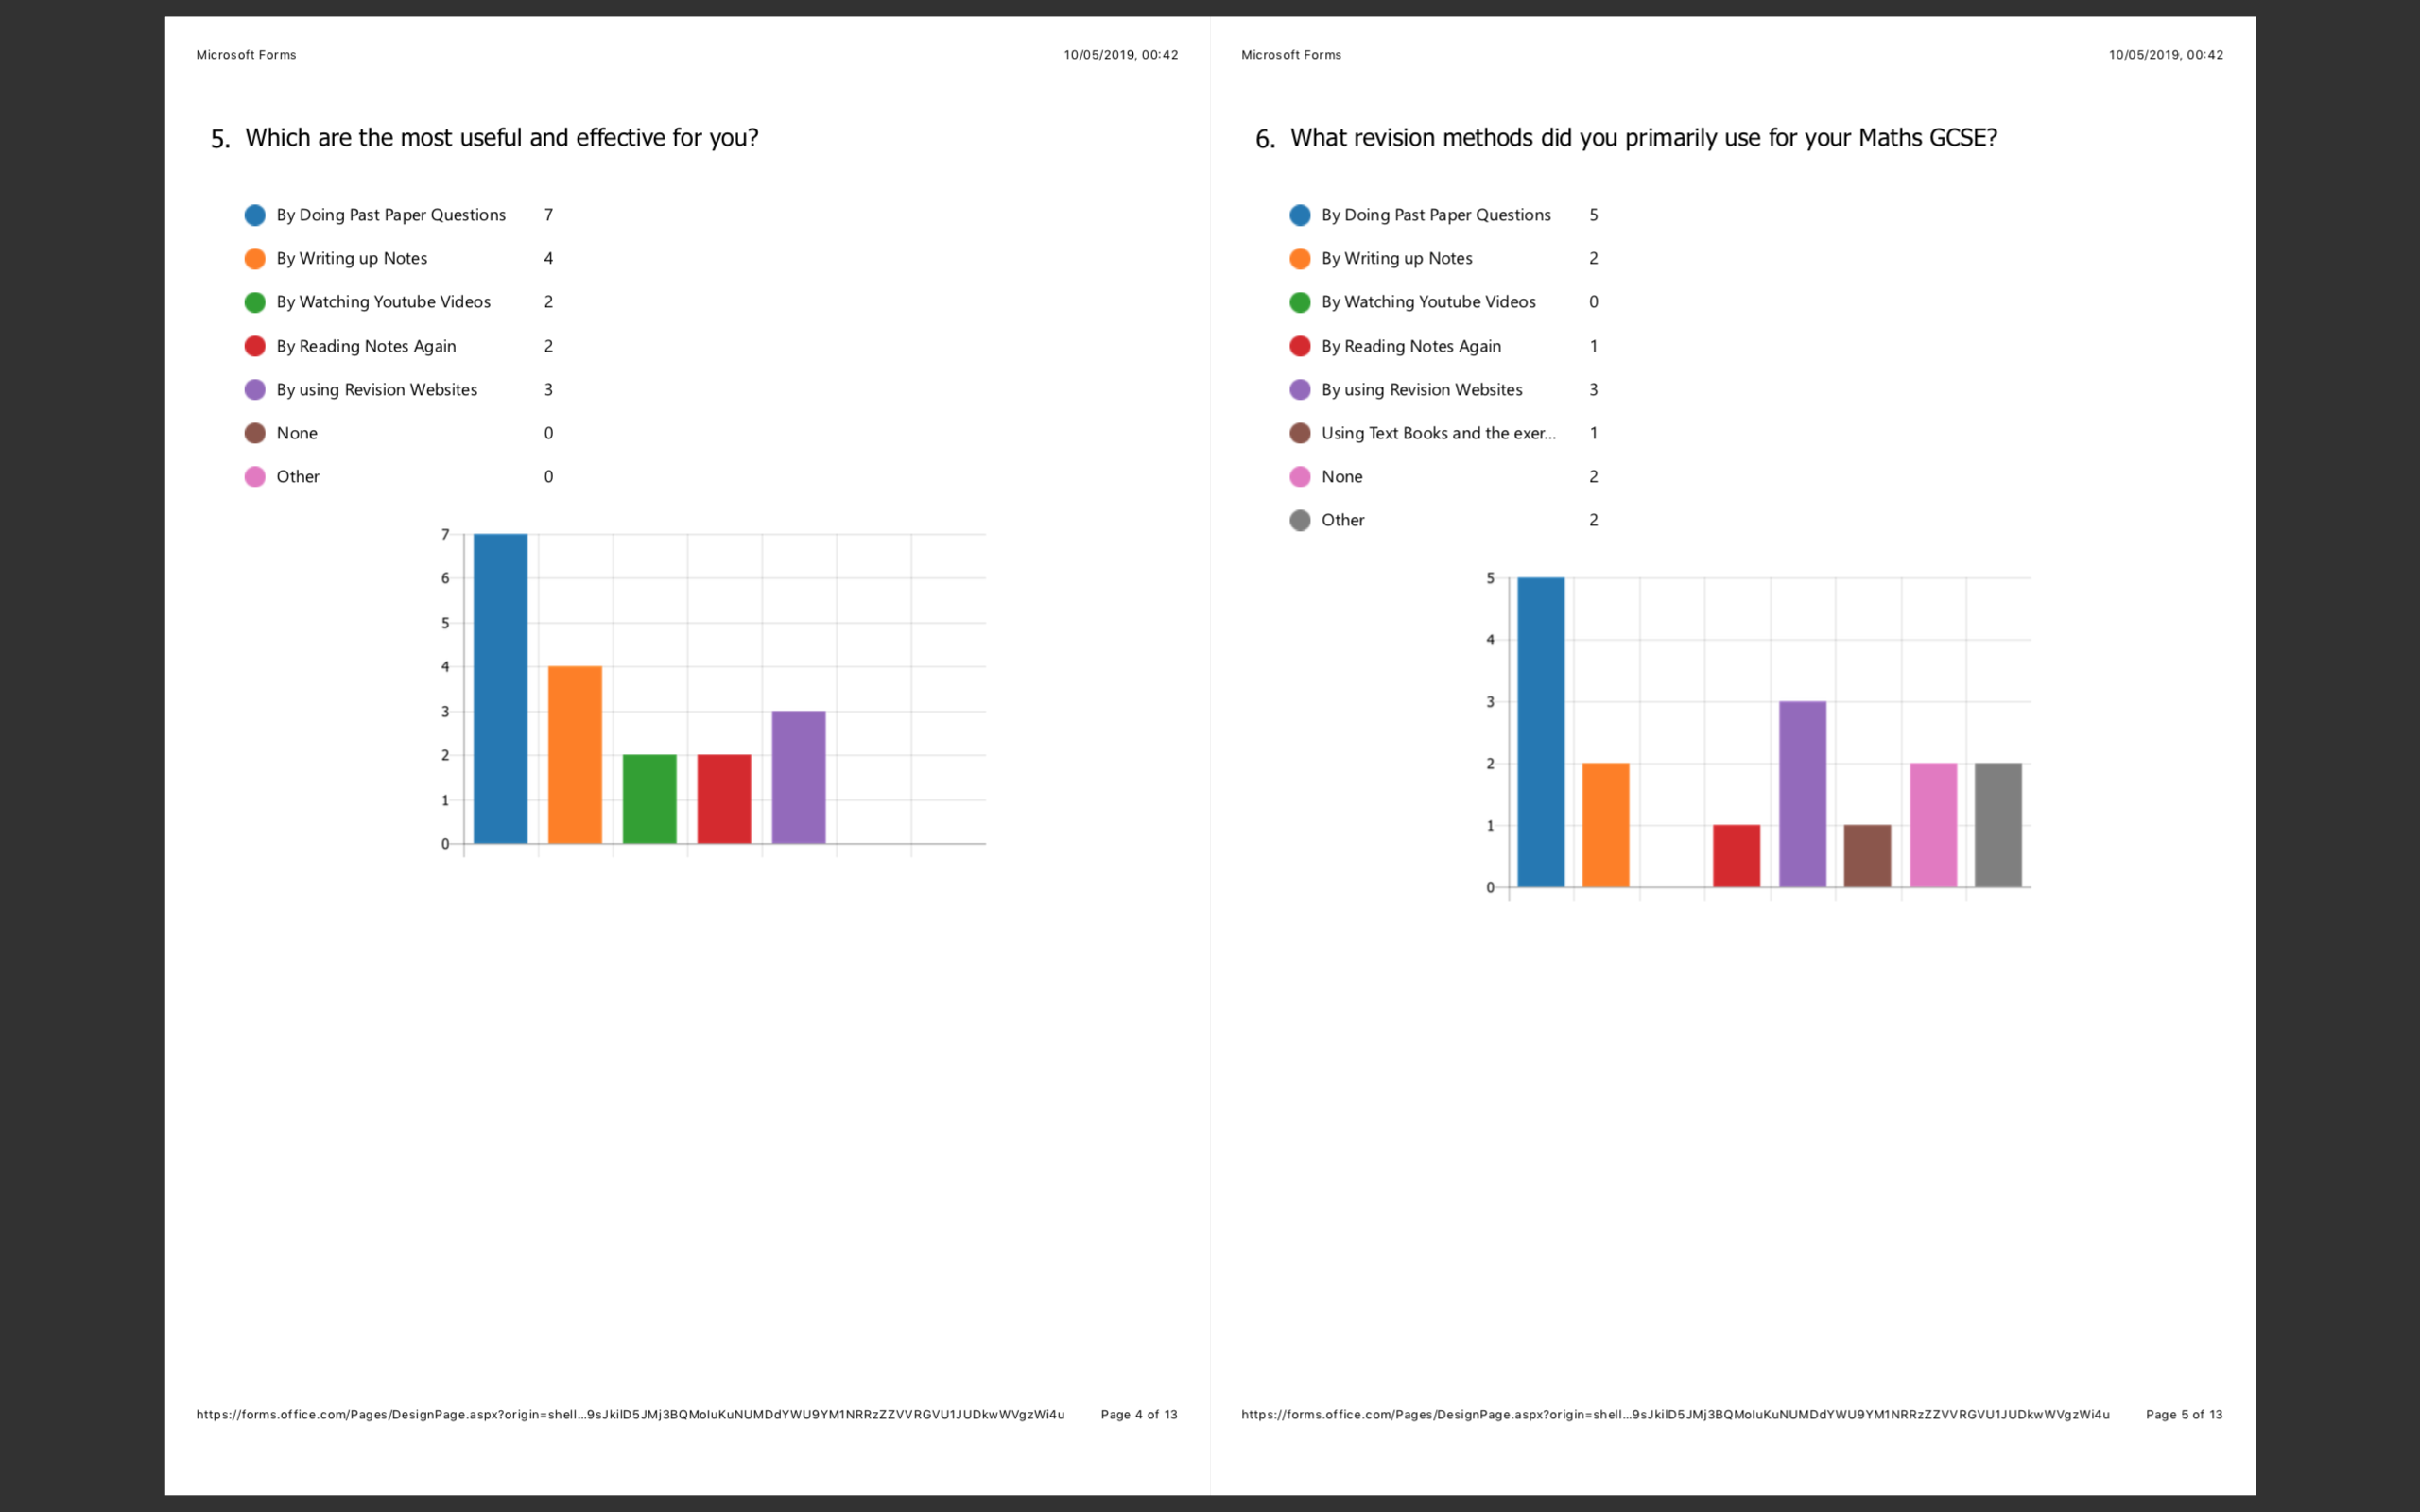 Microsoft Forms 10/05/2019, 00:42
5. Which are the most useful and effective for you?
By Doing Past Paper Questions 7
By Writing up Notes 4
By Watching Youtube Videos 2
By Reading Notes Again 2
By using Revision Websites 3
None 0
Other 0
7
6
5
4
3
2
1
0
https://forms.office.com/Pages/DesignPage.aspx?origin=shell...9sJkiID5JMj3BQMoIuKuNUMDdYWU9YM1NRRzZZVVRGVU1JUDkwWVgzWi4u Page 4 of 13
Microsoft Forms 10/05/2019, 00:42
6. What revision methods did you primarily use for your Maths GCSE?
By Doing Past Paper Questions 5
By Writing up Notes 2
By Watching Youtube Videos 0
By Reading Notes Again 1
By using Revision Websites 3
Using Text Books and the exer... 1
None 2
Other 2
5
4
3
2
1
0
https://forms.office.com/Pages/DesignPage.aspx?origin=shell...9sJkiID5JMj3BQMoIuKuNUMDdYWU9YM1NRRzZZVVRGVU1JUDkwWVgzWi4u Page 5 of 13